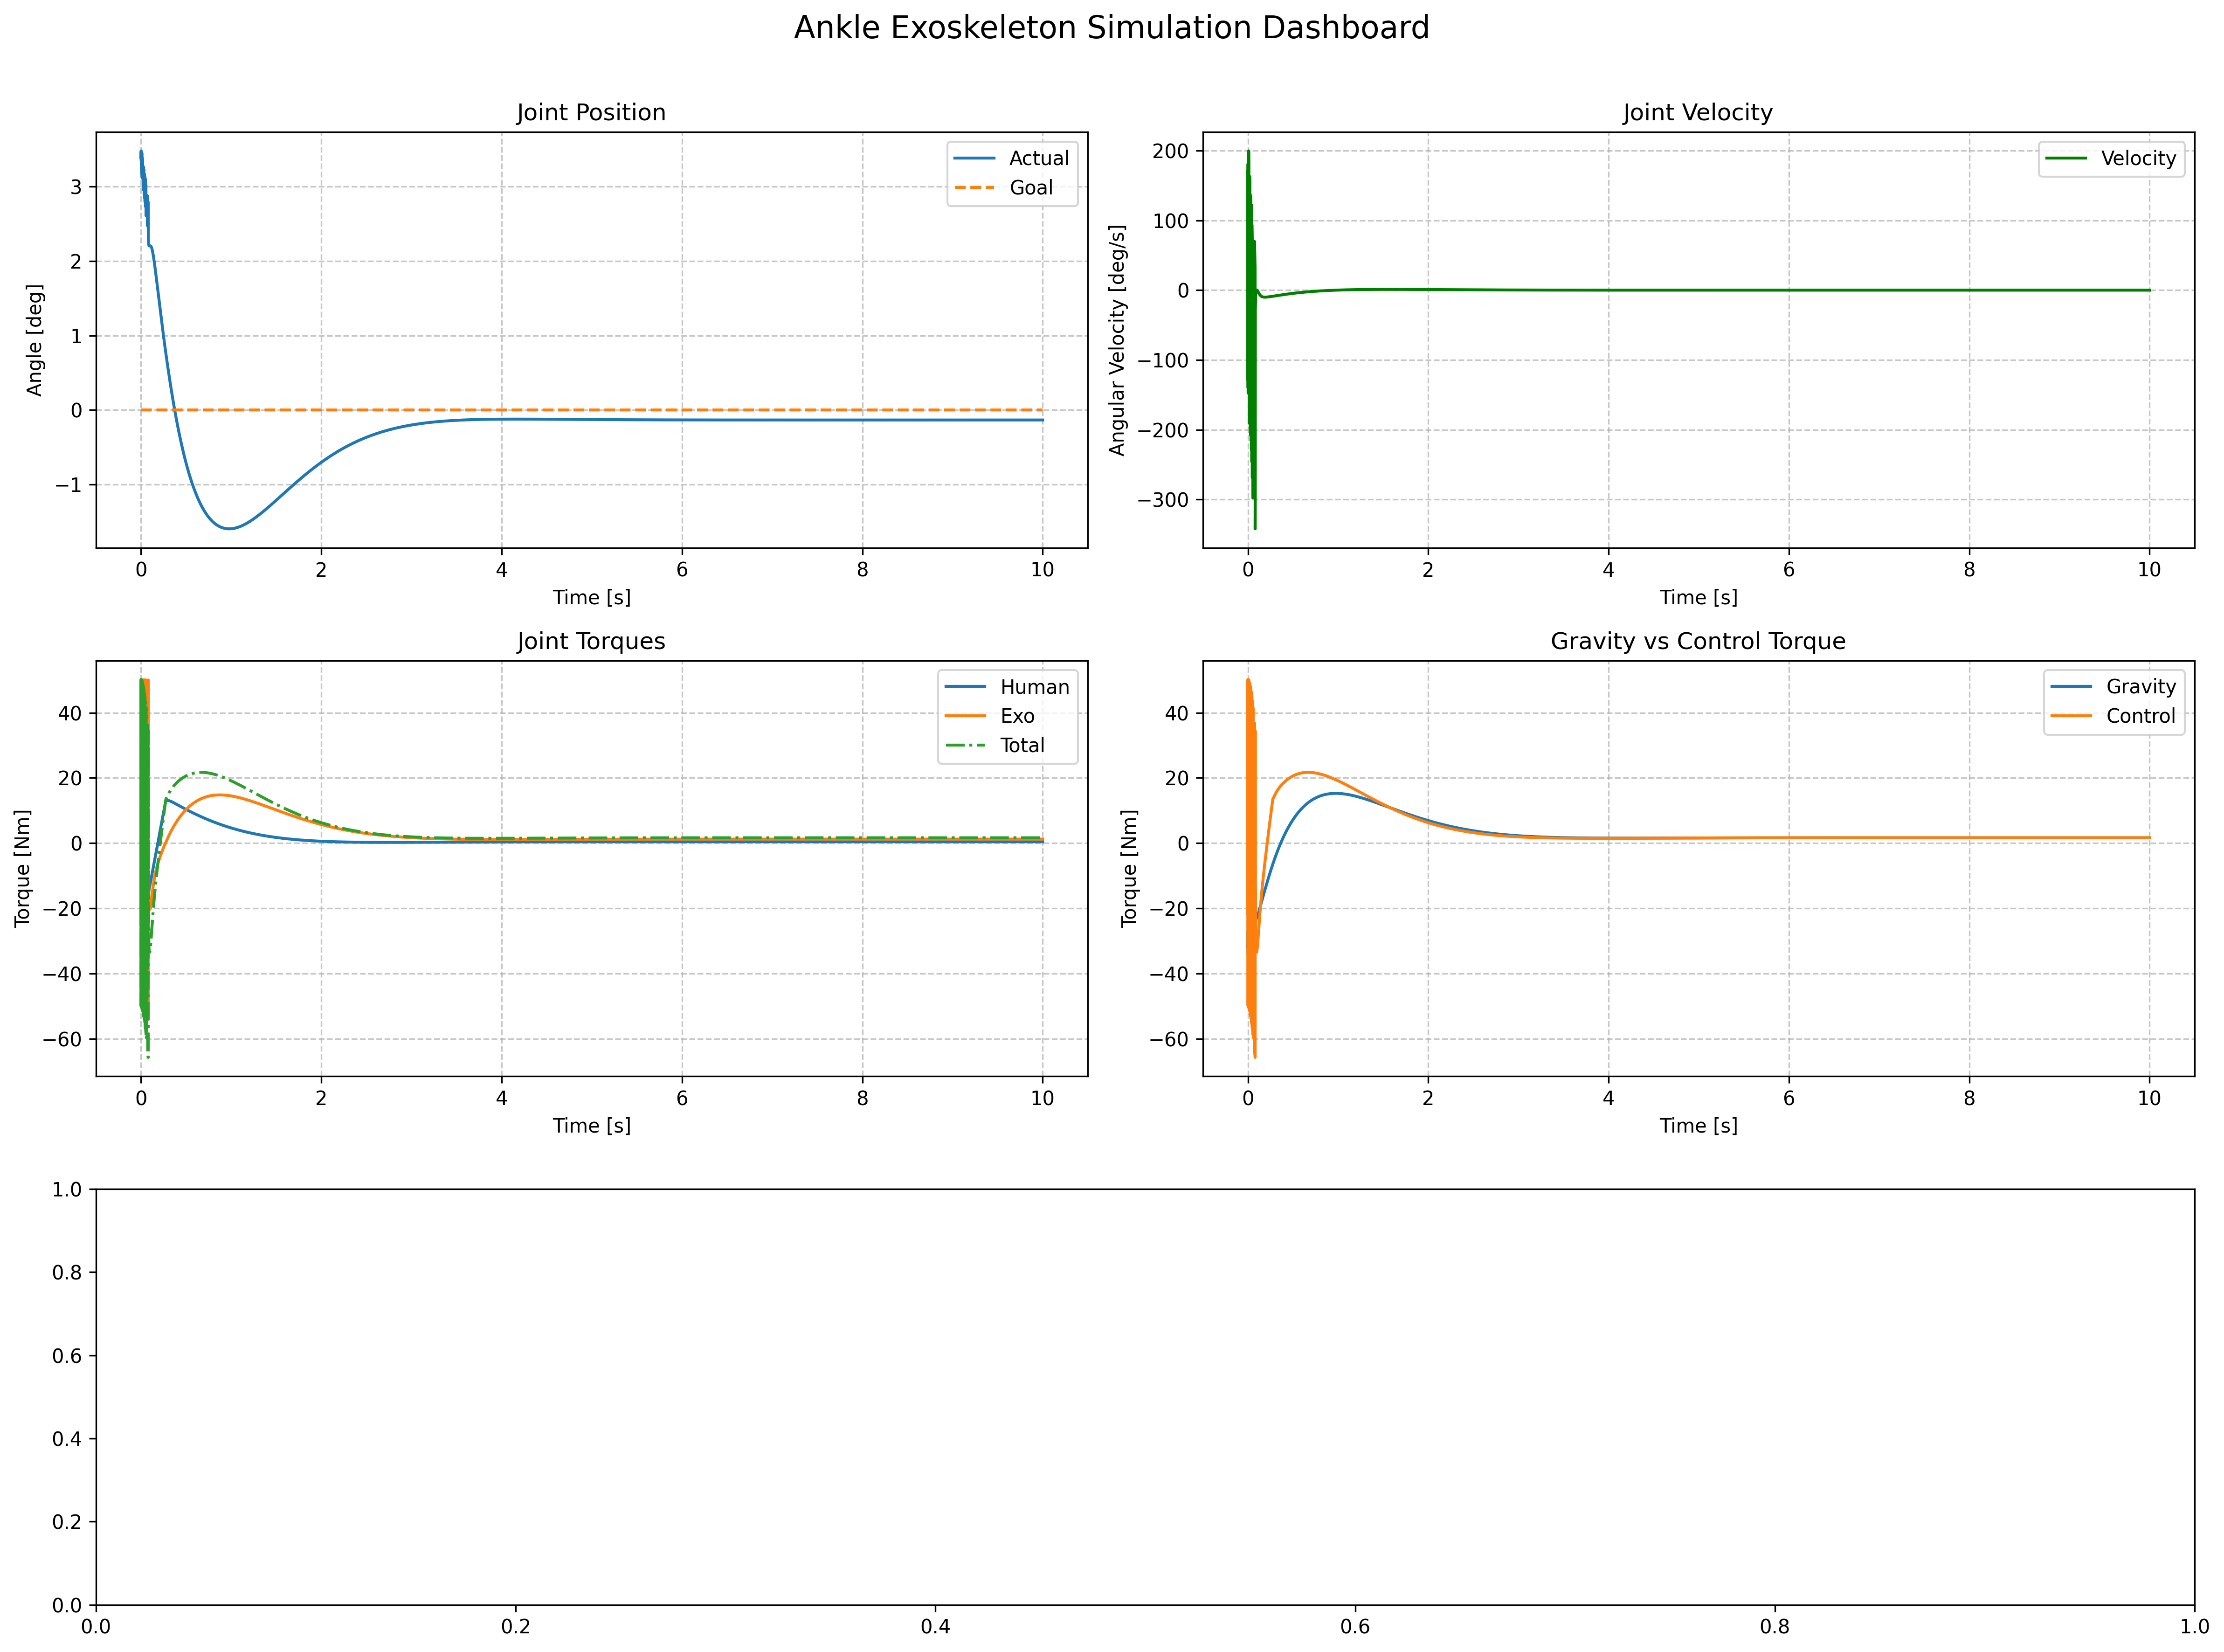 Ankle Exoskeleton Simulation Dashboard
Joint Position
Angle [deg]
3
2
1
0
−1
Actual
Goal
0 2 4 6 8 10
Time [s]
Joint Velocity
Angular Velocity [deg/s]
200
100
0
−100
−200
−300
Velocity
0 2 4 6 8 10
Time [s]
Joint Torques
Torque [Nm]
40
20
0
−20
−40
−60
Human
Exo
Total
0 2 4 6 8 10
Time [s]
Gravity vs Control Torque
Torque [Nm]
40
20
0
−20
−40
−60
Gravity
Control
0 2 4 6 8 10
Time [s]
1.0
0.8
0.6
0.4
0.2
0.0
0.0 0.2 0.4 0.6 0.8 1.0